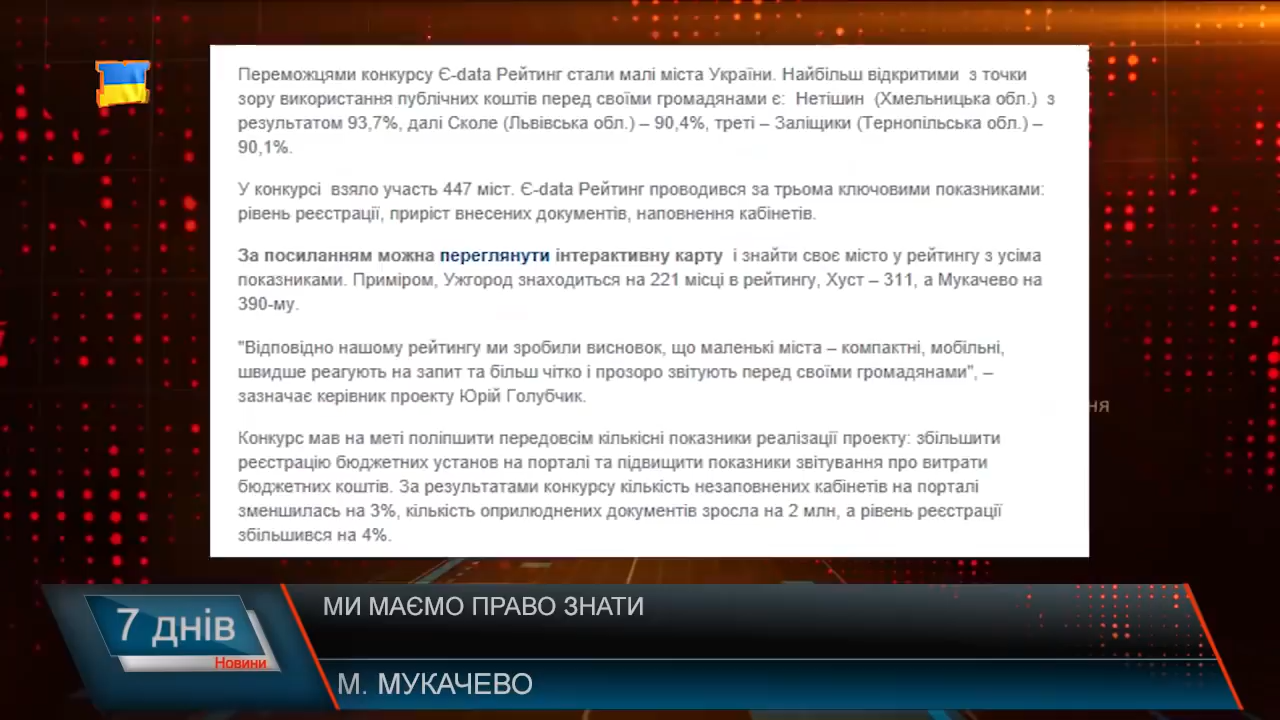 Переможцями конкурсу Є-data Рейтинг стали малі міста України. Найбільш відкритими з точки
зору використання публічних коштів перед своїми громадянами є: Нетішин (Хмельницька обл.) з
результатом 93,7%, далі Сколе (Львівська обл.) – 90,4%, треті – Заліщики (Тернопільська обл.) –
90,1%.
У конкурсі взяло участь 447 міст. Є-data Рейтинг проводився за трьома ключовими показниками:
рівень реєстрації, приріст внесених документів, наповнення кабінетів.
За посиланням можна переглянути інтерактивну карту і знайти своє місто у рейтингу з усіма
показниками. Приміром, Ужгород знаходиться на 221 місці в рейтингу, Хуст – 311, а Мукачево на
390-му.
"Відповідно нашому рейтингу ми зробили висновок, що маленькі міста – компактні, мобільні,
швидше реагують на запит та більш чітко і прозоро звітують перед своїми громадянами", –
зазначає керівник проекту Юрій Голубчик.
Конкурс мав на меті поліпшити передовсім кількісні показники реалізації проекту: збільшити
реєстрацію бюджетних установ на порталі та підвищити показники звітування про витрати
бюджетних коштів. За результатами конкурсу кількість незаповнених кабінетів на порталі
зменшилась на 3%, кількість оприлюднених документів зросла на 2 млн, а рівень реєстрації
збільшився на 4%.
МИ МАЄМО ПРАВО ЗНАТИ
7 днів
Новини
М. МУКАЧЕВО